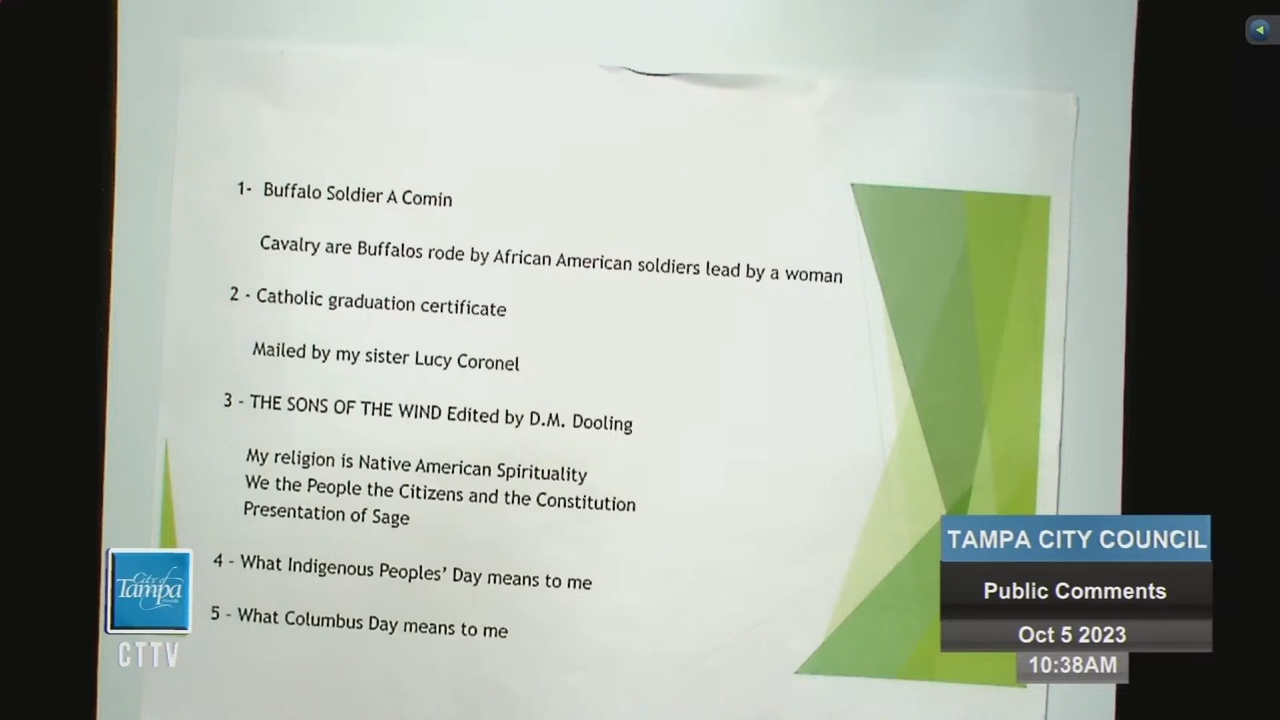 1- Buffalo Soldier A Comin
Cavalry are Buffalos rode by African American soldiers lead by a woman
2 - Catholic graduation certificate
Mailed by my sister Lucy Coronel
3 - THE SONS OF THE WIND Edited by D.M. Dooling
My religion is Native American Spirituality
We the People the Citizens and the Constitution
Presentation of Sage
4 - What Indigenous Peoples' Day means to me
5 - What Columbus Day means to me
City of
Tampa
CTTV
TAMPA CITY COUNCIL
Public Comments
Oct 5 2023
10:38AM